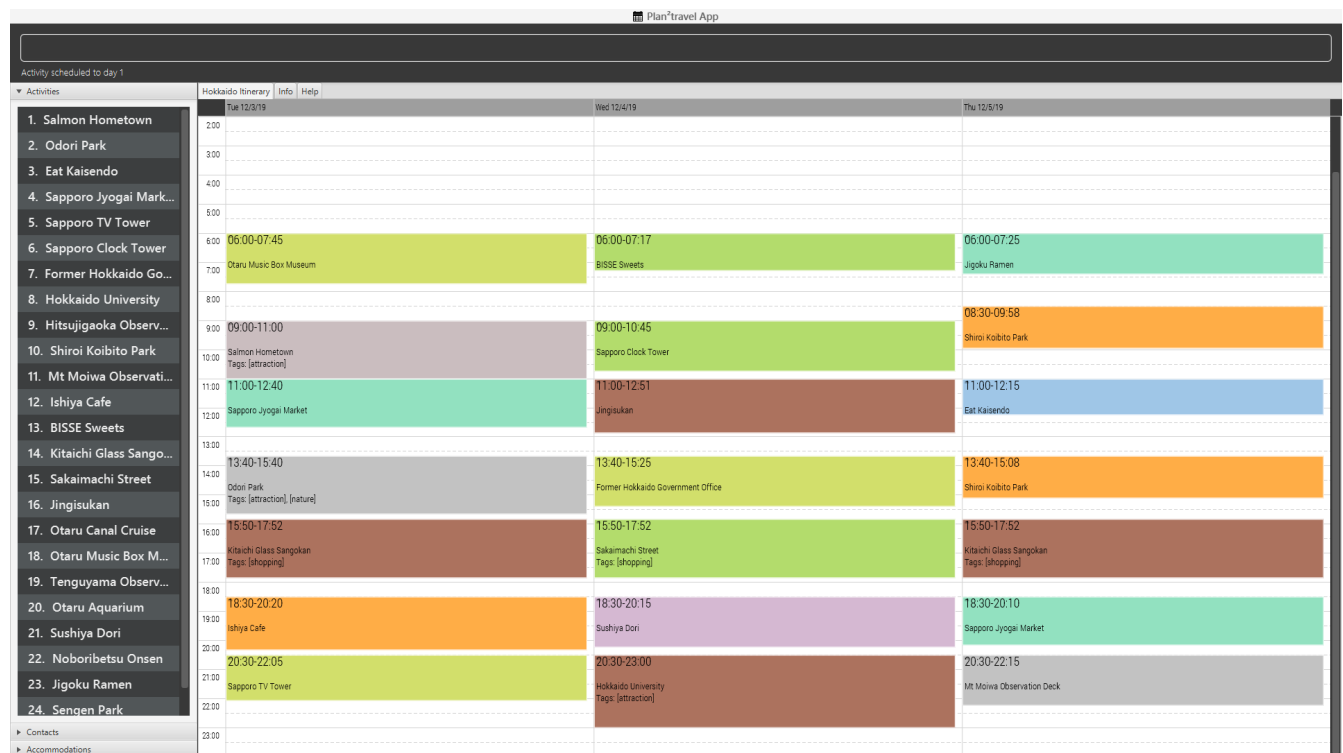 Plan²travel App
Activity scheduled to day 1
Activities
1. Salmon Hometown
2. Odori Park
3. Eat Kaisendo
4. Sapporo Jyogai Mark...
5. Sapporo TV Tower
6. Sapporo Clock Tower
7. Former Hokkaido Go...
8. Hokkaido University
9. Hitsujigaoka Observ...
10. Shiroi Koibito Park
11. Mt Moiwa Observati...
12. Ishiya Cafe
13. BISSE Sweets
14. Kitaichi Glass Sango...
15. Sakaimachi Street
16. Jingisukan
17. Otaru Canal Cruise
18. Otaru Music Box M...
19. Tenguyama Observ...
20. Otaru Aquarium
21. Sushiya Dori
22. Noboribetsu Onsen
23. Jigoku Ramen
24. Sengen Park
Contacts
Accommodations
Hokkaido Itinerary Info Help
Tue 12/3/19 Wed 12/4/19 Thu 12/5/19
2:00
3:00
4:00
5:00
6:00
7:00
8:00
9:00
10:00
11:00
12:00
13:00
14:00
15:00
16:00
17:00
18:00
19:00
20:00
21:00
22:00
23:00
06:00-07:45
Otaru Music Box Museum
09:00-11:00
Salmon Hometown
Tags: [attraction]
11:00-12:40
Sapporo Jyogai Market
13:40-15:40
Odori Park
Tags: [attraction], [nature]
15:50-17:52
Kitaichi Glass Sangokan
Tags: [shopping]
18:30-20:20
Ishiya Cafe
20:30-22:05
Sapporo TV Tower
06:00-07:17
BISSE Sweets
09:00-10:45
Sapporo Clock Tower
11:00-12:51
Jingisukan
13:40-15:25
Former Hokkaido Government Office
15:50-17:52
Sakaimachi Street
Tags: [shopping]
18:30-20:15
Sushiya Dori
20:30-23:00
Hokkaido University
Tags: [attraction]
06:00-07:25
Jigoku Ramen
08:30-09:58
Shiroi Koibito Park
11:00-12:15
Eat Kaisendo
13:40-15:08
Shiroi Koibito Park
15:50-17:52
Kitaichi Glass Sangokan
Tags: [shopping]
18:30-20:10
Sapporo Jyogai Market
20:30-22:15
Mt Moiwa Observation Deck